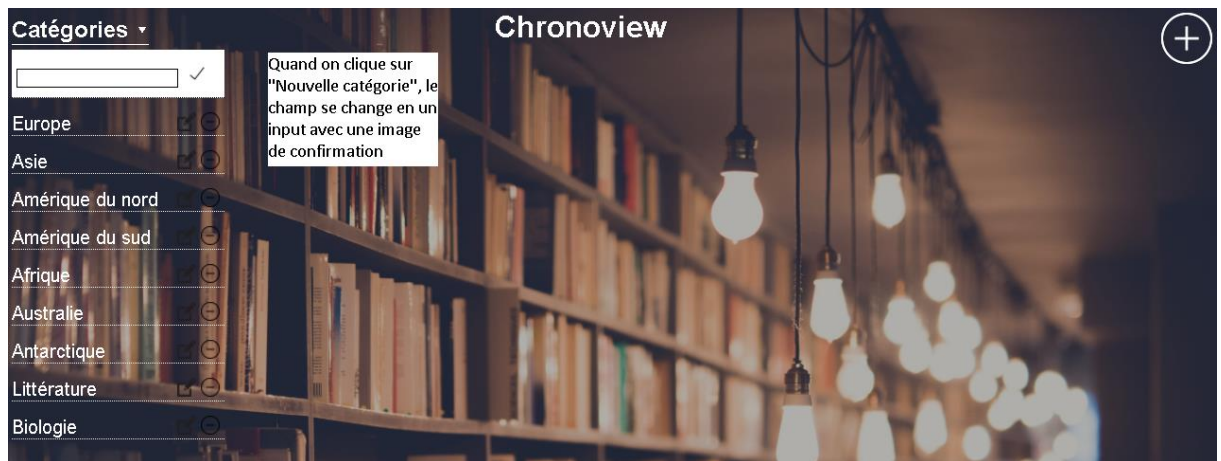 Catégories
Chronoview
Quand on clique sur
"Nouvelle catégorie", le
champ se change en un
input avec une image
de confirmation
Europe
Asie
Amérique du nord
Amérique du sud
Afrique
Australie
Antarctique
Littérature
Biologie